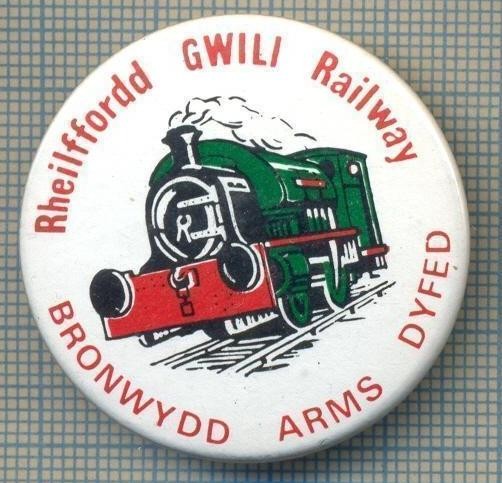 Rheilffordd GWILI Railway
BRONWYDD ARMS DYFED